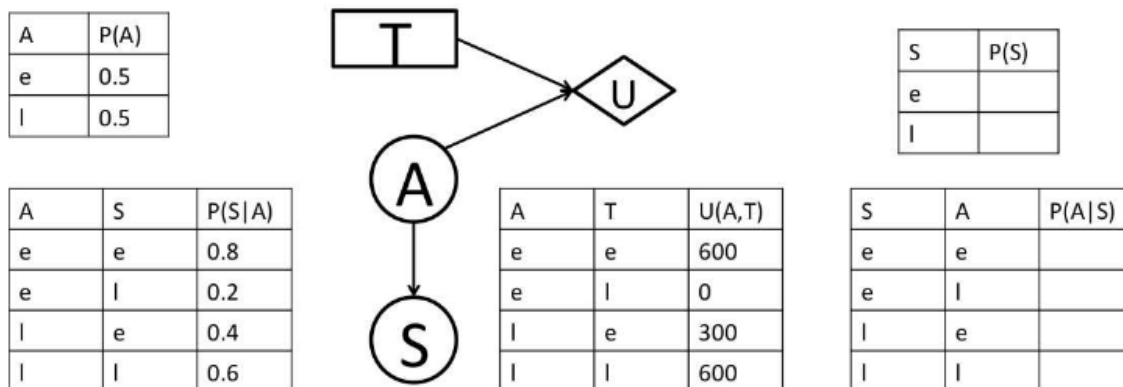 A P(A)
e 0.5
l 0.5
T
U
A
S
S P(S)
e
l
A S P(S|A)
e e 0.8
e l 0.2
l e 0.4
l l 0.6
A T U(A,T)
e e 600
e l 0
l e 300
l l 600
S A P(A|S)
e e
e l
l e
l l